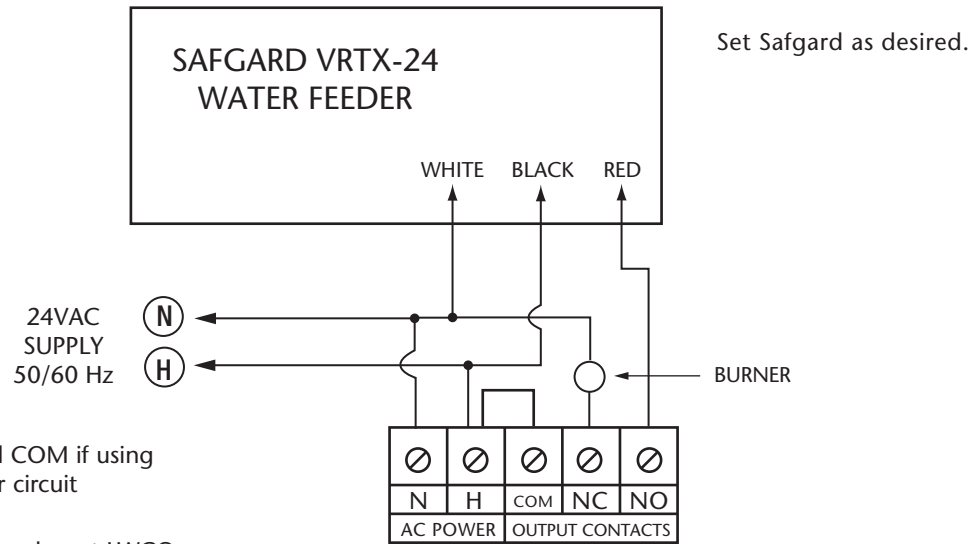 SAFGARD VRTX-24
WATER FEEDER
Set Safgard as desired.
WHITE BLACK RED
24VAC
SUPPLY
50/60 Hz
N
H
BURNER
COM if using
circuit
N H COM NC NO
AC POWER OUTPUT CONTACTS